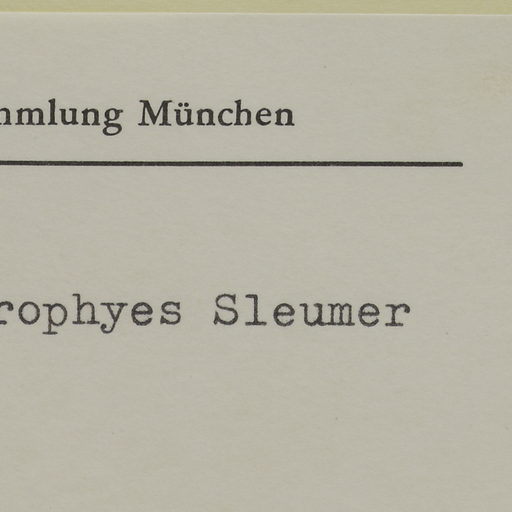 mmlung München
rophyes Sleumer